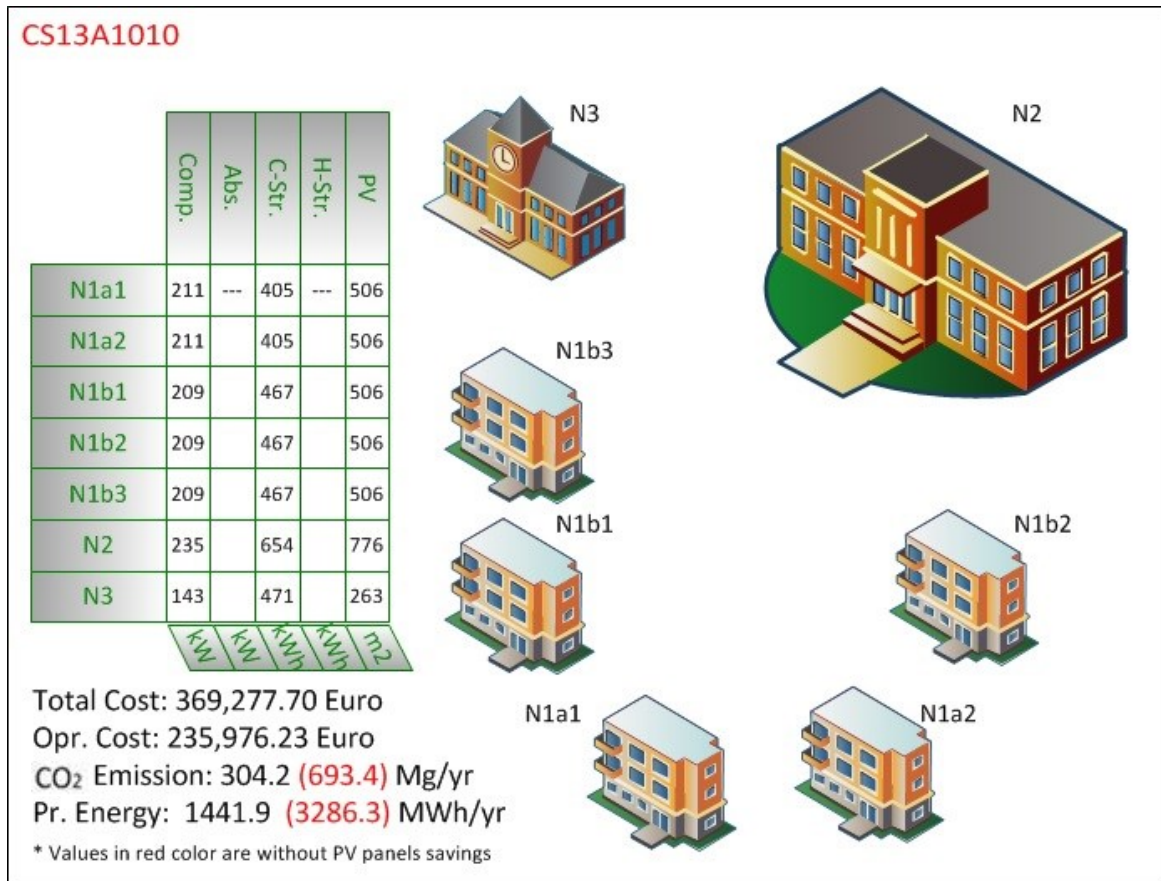 CS13A1010
Comp. Abs. C-Str. H-Str. PV
N1a1 211 --- 405 --- 506
N1a2 211 405 506
N1b1 209 467 506
N1b2 209 467 506
N1b3 209 467 506
N2 235 654 776
N3 143 471 263
kW kW kWh kWh m2
Total Cost: 369,277.70 Euro
Opr. Cost: 235,976.23 Euro
CO₂ Emission: 304.2 (693.4) Mg/yr
Pr. Energy: 1441.9 (3286.3) MWh/yr
* Values in red color are without PV panels savings
N3
N2
N1b3
N1b1
N1b2
N1a1
N1a2